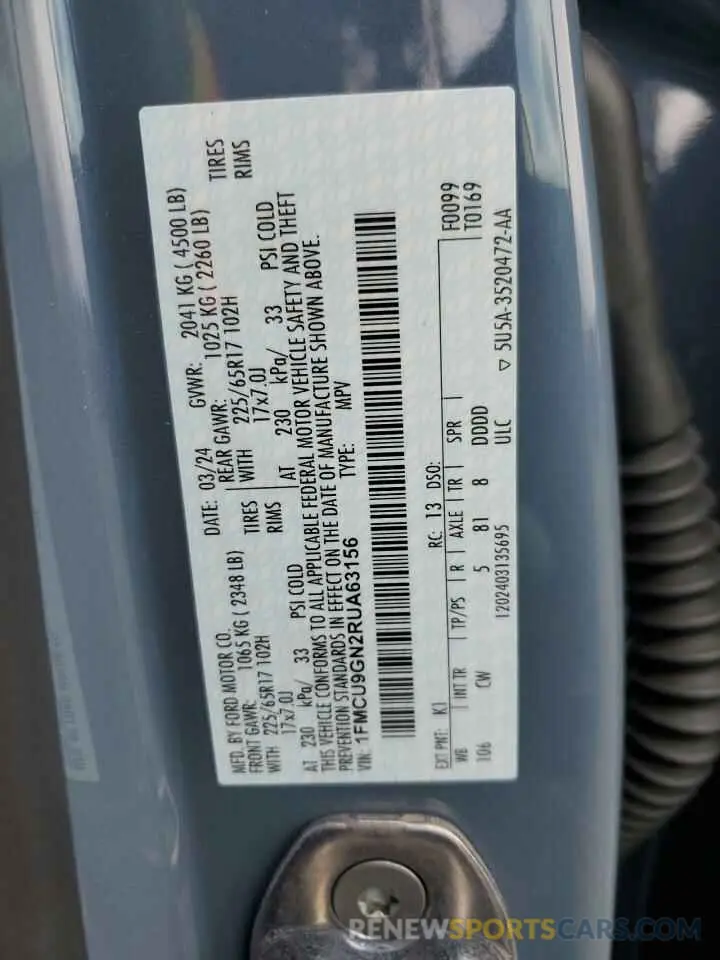 MFD. BY FORD MOTOR CO. DATE: 03/24 GVWR: 2041 KG ( 4500 LB)
FRONT GAWR: 1065 KG ( 2348 LB) REAR GAWR: 1025 KG ( 2260 LB)
WITH 225/65R17 102H TIRES WITH 225/65R17 102H TIRES
17x7.0J RIMS 17x7.0J RIMS
AT 230 kPa/ 33 PSI COLD AT 230 kPa/ 33 PSI COLD
THIS VEHICLE CONFORMS TO ALL APPLICABLE FEDERAL MOTOR VEHICLE SAFETY AND THEFT
PREVENTION STANDARDS IN EFFECT ON THE DATE OF MANUFACTURE SHOWN ABOVE.
VIN: 1FMCU9GN2RUA63156 TYPE: MPV
EXT PNT: K1 RC: 13 DSO: F0099
WB INT TR TP/PS R AXLE TR SPR T0169
106 CW 5 81 8 DDDD
1202403135695 ULC ▽ 5U5A-3520472-AA
RENEWSPORTSCARS.COM